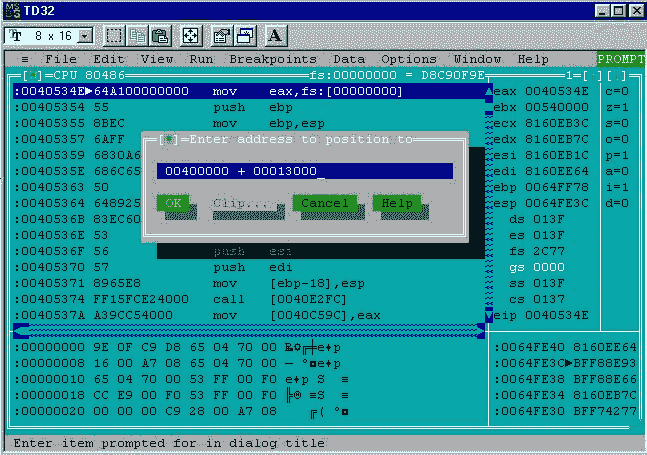 TD32
8 x 16
File Edit View Run Breakpoints Data Options Window Help PROMPT
CPU 80486 fs:00000000 = D8C90F9E 1
:0040534E 64A100000000 mov eax,fs:[00000000] eax 0040534E c=0
:00405354 55 push ebp ebx 00540000 z=1
:00405355 8BEC mov ebp,esp ecx 8160EB3C s=0
:00405357 6AFF edx 8160EB7C o=0
:00405359 6830A6 esi 8160EB1C p=1
:0040535E 686C65 edi 8160EE64 a=0
:00405363 50 ebp 0064FF78 i=1
:00405364 648925 esp 0064FE3C d=0
:0040536B 83EC60 ds 013F
:0040536E 53 es 013F
:0040536F 56 push esi fs 2C77
:00405370 57 push edi gs 0000
:00405371 8965E8 mov [ebp-18],esp ss 013F
:00405374 FF15FCE24000 call [0040E2FC] cs 0137
:0040537A A39CC54000 mov [0040C59C],eax eip 0040534E
Enter address to position to
00400000 + 00013000_
OK Clip... Cancel Help
:00000000 9E 0F C9 D8 65 04 70 00 :0064FE40 8160EE64
:00000008 16 00 A7 08 65 04 70 00 :0064FE3C►BFF88E93
:00000010 65 04 70 00 53 FF 00 F0 e♦p S ≡ :0064FE38 BFF88E66
:00000018 CC E9 00 F0 53 FF 00 F0 :0064FE34 8160EB7C
:00000020 00 00 00 C9 28 00 A7 08 :0064FE30 BFF74277
Enter item prompted for in dialog title